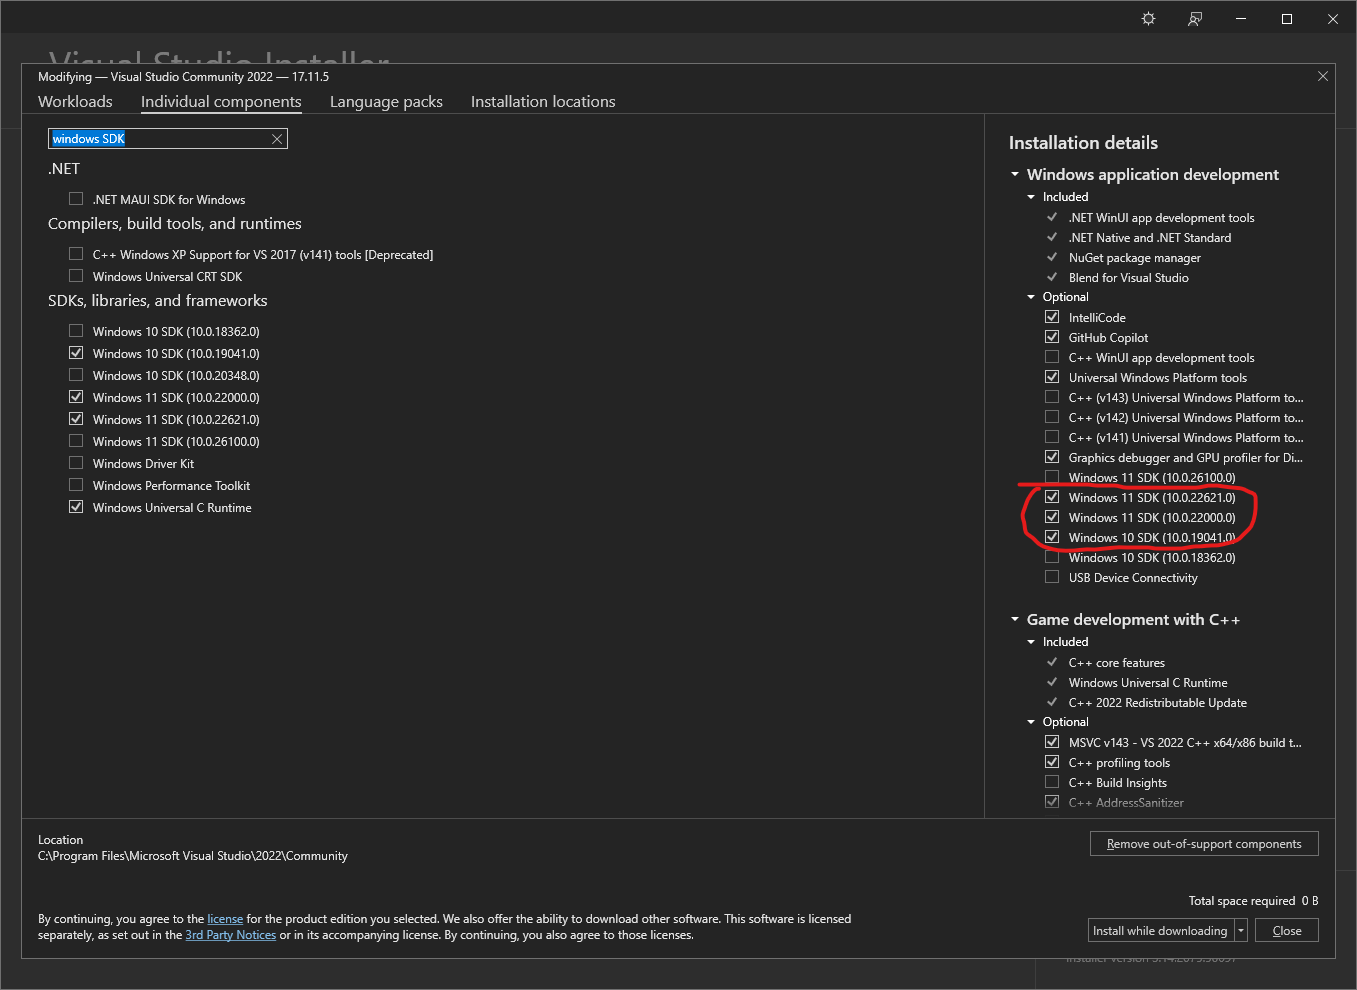 Visual Studio Installer
Modifying — Visual Studio Community 2022 — 17.11.5
Workloads
Individual components
Language packs
Installation locations
windows SDK
.NET
.NET MAUI SDK for Windows
Compilers, build tools, and runtimes
C++ Windows XP Support for VS 2017 (v141) tools [Deprecated]
Windows Universal CRT SDK
SDKs, libraries, and frameworks
Windows 10 SDK (10.0.18362.0)
Windows 10 SDK (10.0.19041.0)
Windows 10 SDK (10.0.20348.0)
Windows 11 SDK (10.0.22000.0)
Windows 11 SDK (10.0.22621.0)
Windows 11 SDK (10.0.26100.0)
Windows Driver Kit
Windows Performance Toolkit
Windows Universal C Runtime
Installation details
Windows application development
Included
.NET WinUI app development tools
.NET Native and .NET Standard
NuGet package manager
Blend for Visual Studio
Optional
IntelliCode
GitHub Copilot
C++ WinUI app development tools
Universal Windows Platform tools
C++ (v143) Universal Windows Platform to...
C++ (v142) Universal Windows Platform to...
C++ (v141) Universal Windows Platform to...
Graphics debugger and GPU profiler for Di...
Windows 11 SDK (10.0.26100.0)
Windows 11 SDK (10.0.22621.0)
Windows 11 SDK (10.0.22000.0)
Windows 10 SDK (10.0.19041.0)
Windows 10 SDK (10.0.18362.0)
USB Device Connectivity
Game development with C++
Included
C++ core features
Windows Universal C Runtime
C++ 2022 Redistributable Update
Optional
MSVC v143 - VS 2022 C++ x64/x86 build t...
C++ profiling tools
C++ Build Insights
C++ AddressSanitizer
Location
C:\Program Files\Microsoft Visual Studio\2022\Community
Remove out-of-support components
Total space required 0 B
By continuing, you agree to the license for the product edition you selected. We also offer the ability to download other software. This software is licensed
separately, as set out in the 3rd Party Notices or in its accompanying license. By continuing, you also agree to those licenses.
Install while downloading
Close